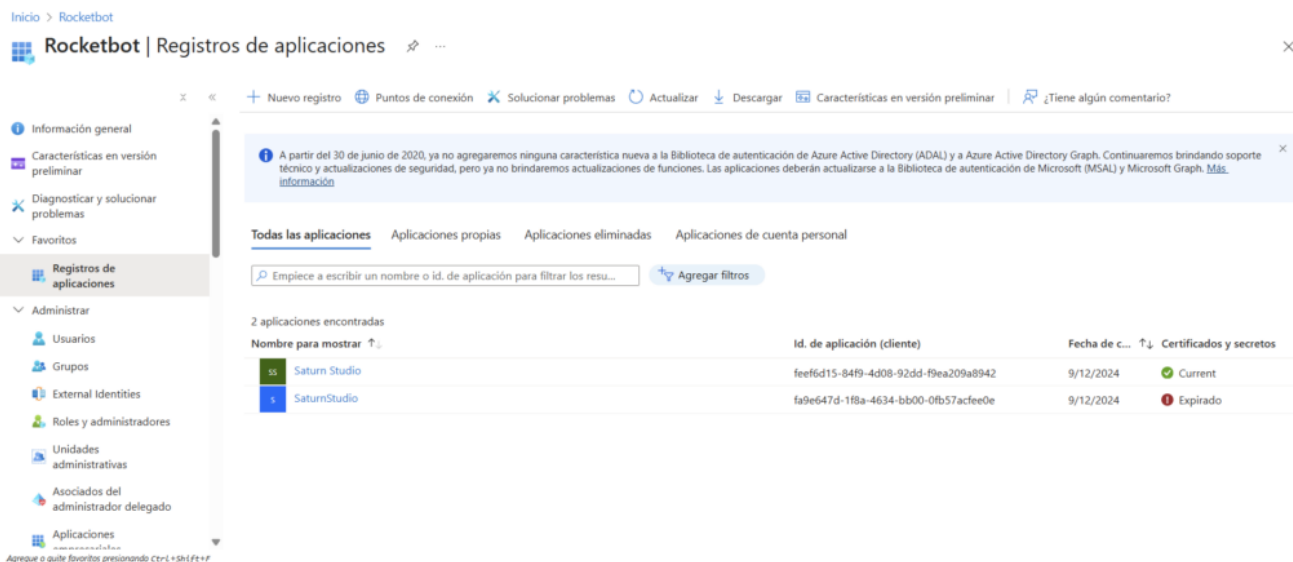 Inicio > Rocketbot
Rocketbot | Registros de aplicaciones
Nuevo registro Puntos de conexión Solucionar problemas Actualizar Descargar Características en versión preliminar ¿Tiene algún comentario?
Información general
Características en versión
preliminar
Diagnosticar y solucionar
problemas
Favoritos
Registros de
aplicaciones
Administrar
Usuarios
Grupos
External Identities
Roles y administradores
Unidades
administrativas
Asociados del
administrador delegado
Aplicaciones
empresariales
Agregue o quite favoritos presionando Ctrl+Shift+F
A partir del 30 de junio de 2020, ya no agregaremos ninguna característica nueva a la Biblioteca de autenticación de Azure Active Directory (ADAL) y a Azure Active Directory Graph. Continuaremos brindando soporte
técnico y actualizaciones de seguridad, pero ya no brindaremos actualizaciones de funciones. Las aplicaciones deberán actualizarse a la Biblioteca de autenticación de Microsoft (MSAL) y Microsoft Graph. Más
información
Todas las aplicaciones Aplicaciones propias Aplicaciones eliminadas Aplicaciones de cuenta personal
Empiece a escribir un nombre o id. de aplicación para filtrar los resu... Agregar filtros
2 aplicaciones encontradas
Nombre para mostrar Id. de aplicación (cliente) Fecha de c... Certificados y secretos
SS Saturn Studio feef6d15-84f9-4d08-92dd-f9ea209a8942 9/12/2024 Current
S SaturnStudio fa9e647d-1f8a-4634-bb00-0fb57acfee0e 9/12/2024 Expirado